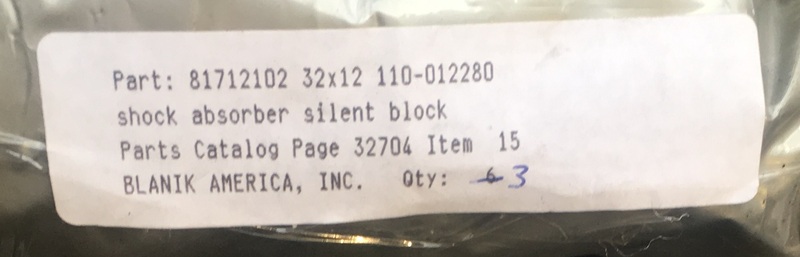 Part: 81712102 32x12 110-012280
shock absorber silent block
Parts Catalog Page 32704 Item 15
BLANIK AMERICA, INC. Qty: 6 3